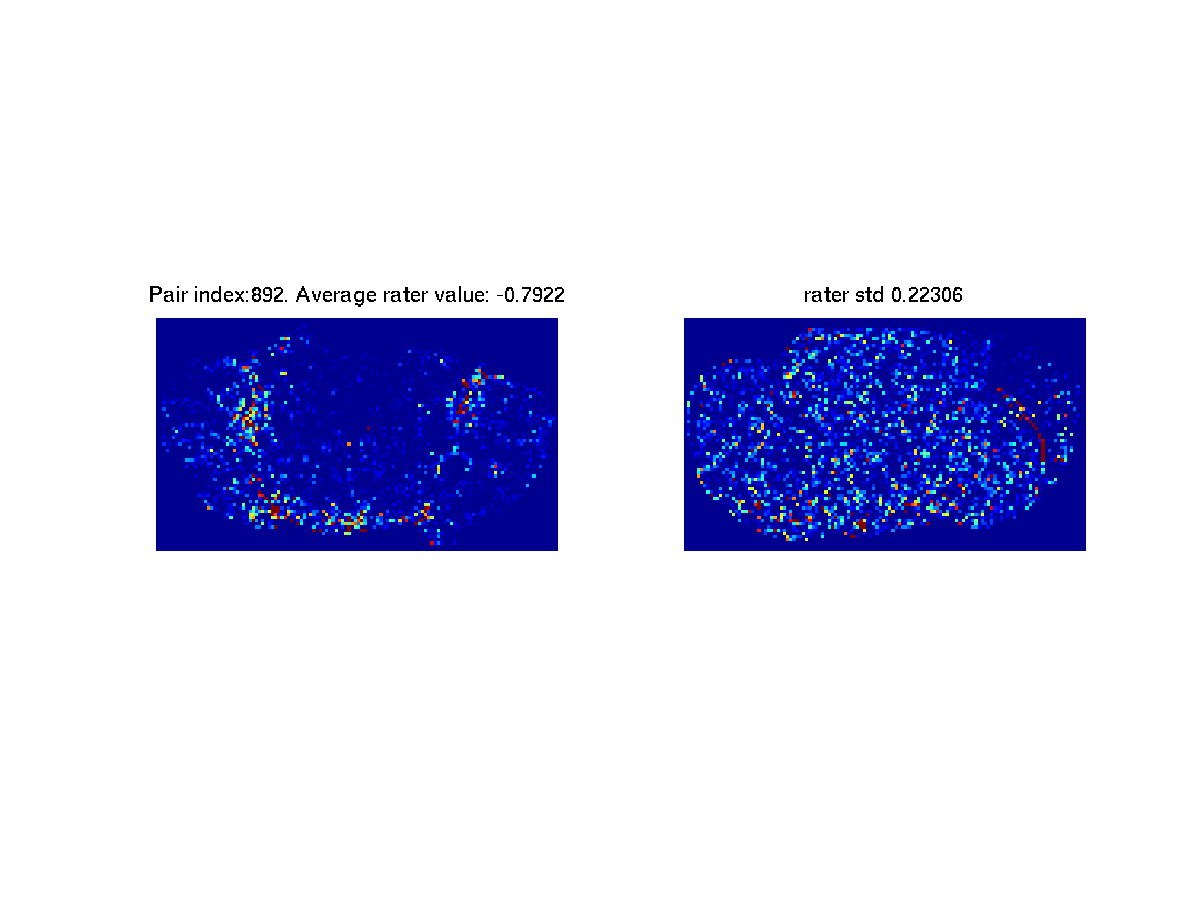 Pair index:892. Average rater value: -0.7922
rater std 0.22306